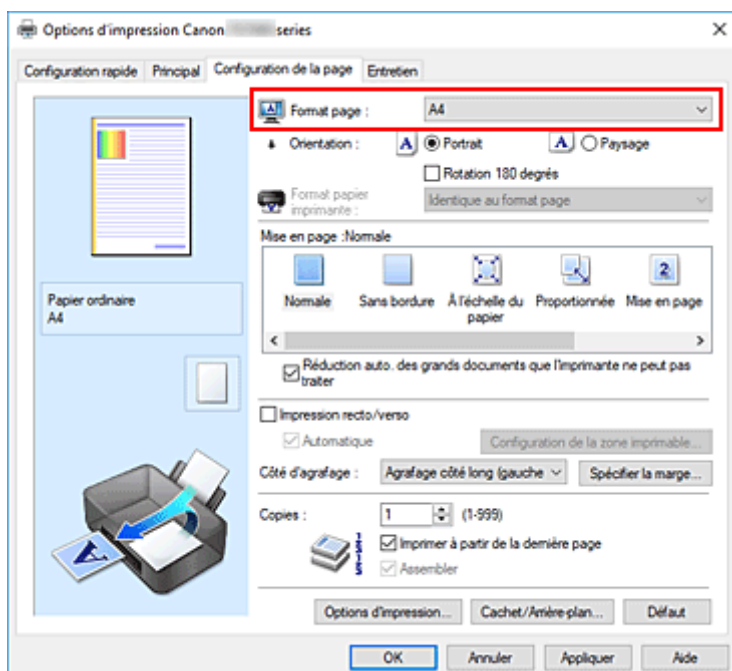 Options d'impression Canon series
Configuration rapide Principal Configuration de la page Entretien
Format page : A4
Orientation : A Portrait A Paysage
Rotation 180 degrés
Format papier imprimante : Identique au format page
Mise en page :Normale
Normale Sans bordure À l'échelle du papier Proportionnée Mise en page
Papier ordinaire
A4
Réduction auto. des grands documents que l'imprimante ne peut pas
traiter
Impression recto/verso
Automatique Configuration de la zone imprimable...
Côté d'agrafage : Agrafage côté long (gauche Spécifier la marge...
Copies : 1 (1-999)
Imprimer à partir de la dernière page
Assembler
Options d'impression... Cachet/Arrière-plan... Défaut
OK Annuler Appliquer Aide